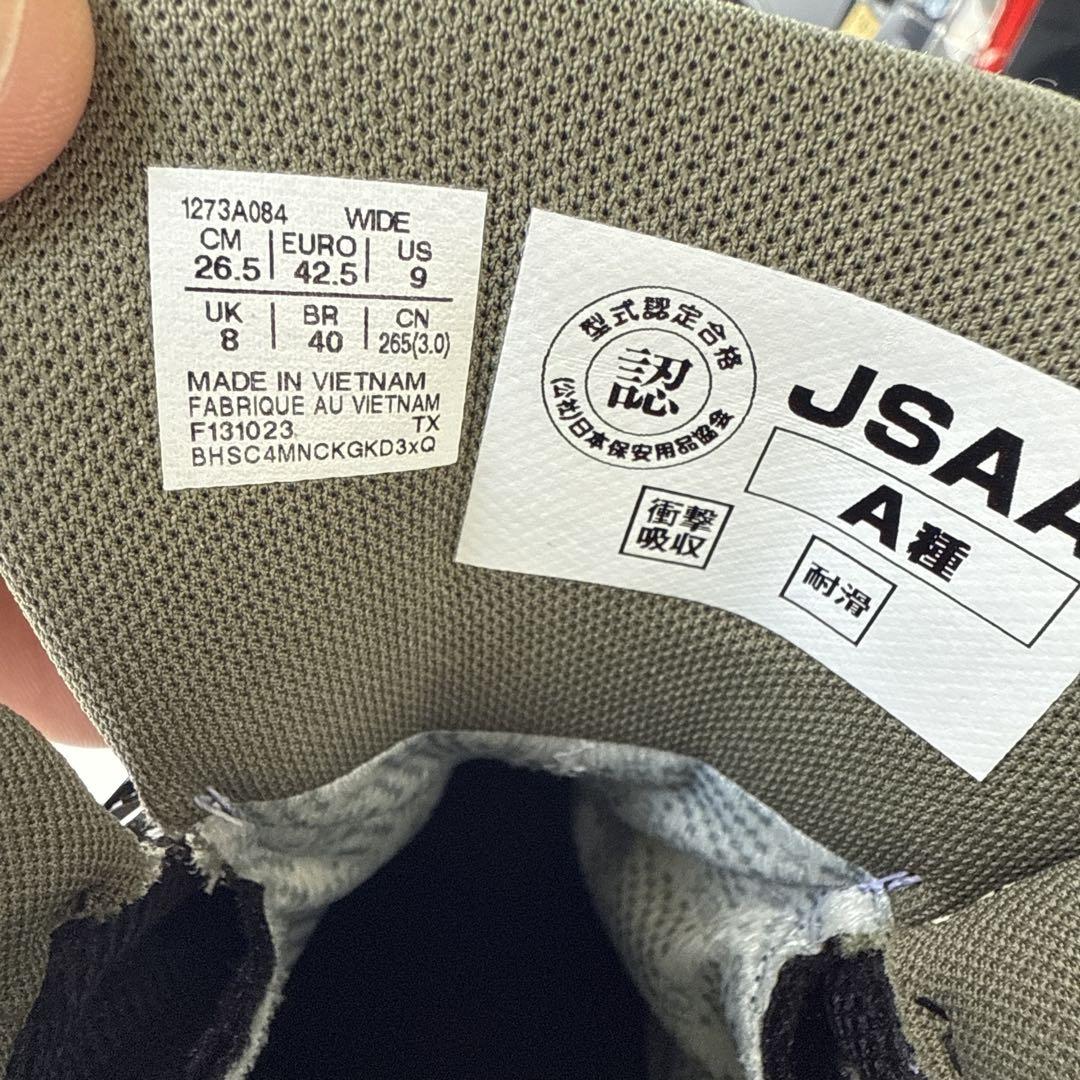 1273A084 WIDE
CM | EURO | US
26.5 | 42.5 | 9
UK | BR | CN
8 | 40 | 265(3.0)
MADE IN VIETNAM
FABRIQUE AU VIETNAM
F131023 TX
BHSC4MNCKGKD3xQ
型式認定合格
認
(公社)日本保安用品協会
JSAA
A種
衝撃
吸収
耐滑